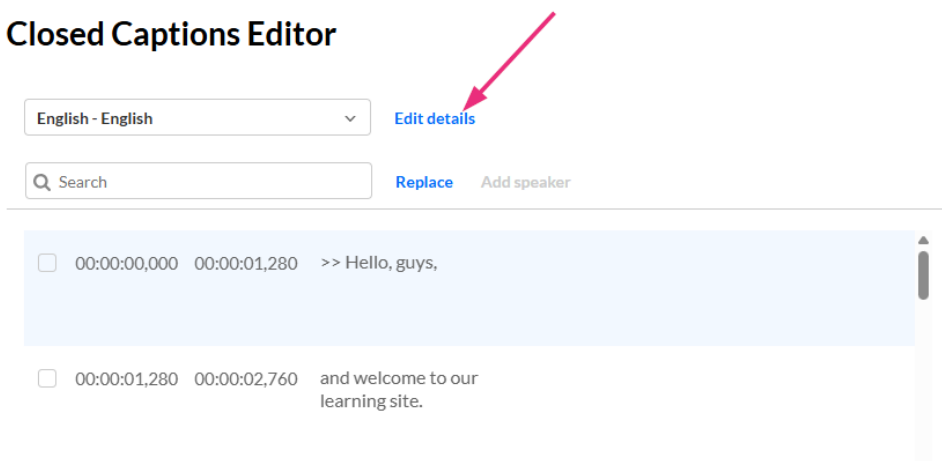 Closed Captions Editor
English - English Edit details
Search Replace Add speaker
00:00:00,000 00:00:01,280 >> Hello, guys,
00:00:01,280 00:00:02,760 and welcome to our
learning site.